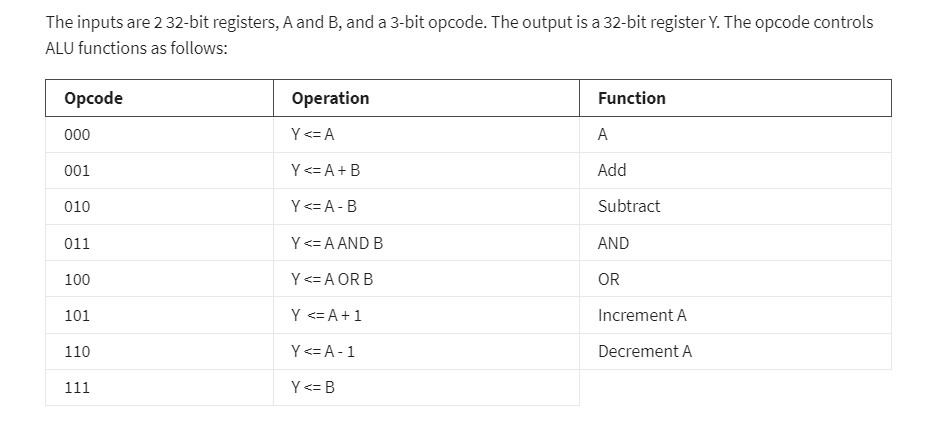 The inputs are 2 32-bit registers, A and B, and a 3-bit opcode. The output is a 32-bit register Y. The opcode controls
ALU functions as follows:
Opcode Operation Function
000 Y <= A A
001 Y <= A + B Add
010 Y <= A - B Subtract
011 Y <= A AND B AND
100 Y <= A OR B OR
101 Y <= A + 1 Increment A
110 Y <= A - 1 Decrement A
111 Y <= B